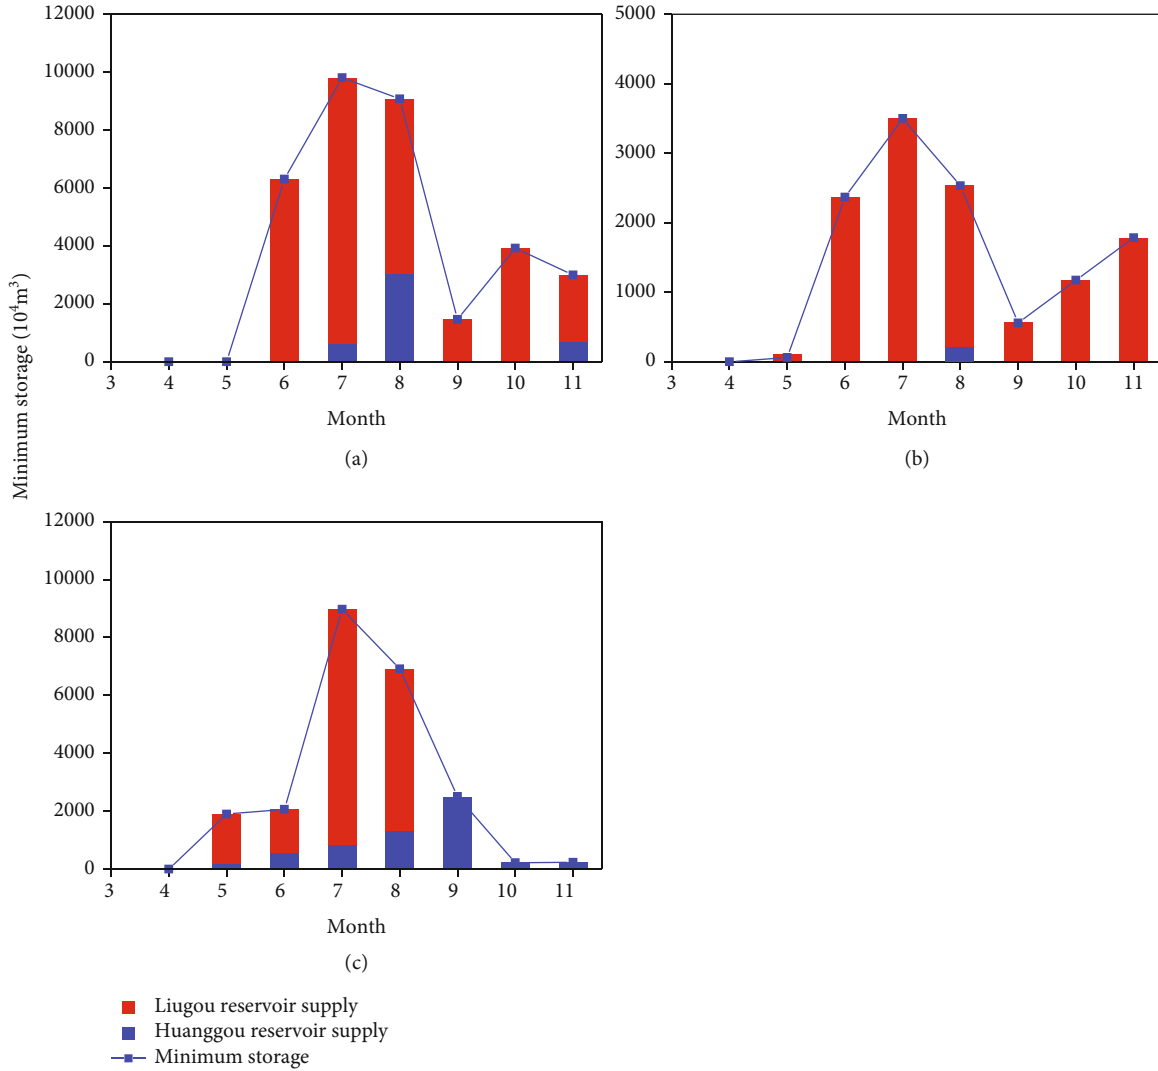 Minimum storage (10⁴m³)
12000
10000
8000
6000
4000
2000
0
3 4 5 6 7 8 9 10 11
Month
(a)
5000
4000
3000
2000
1000
0
3 4 5 6 7 8 9 10 11
Month
(b)
12000
10000
8000
6000
4000
2000
0
3 4 5 6 7 8 9 10 11
Month
(c)
Liugou reservoir supply
Huanggou reservoir supply
Minimum storage